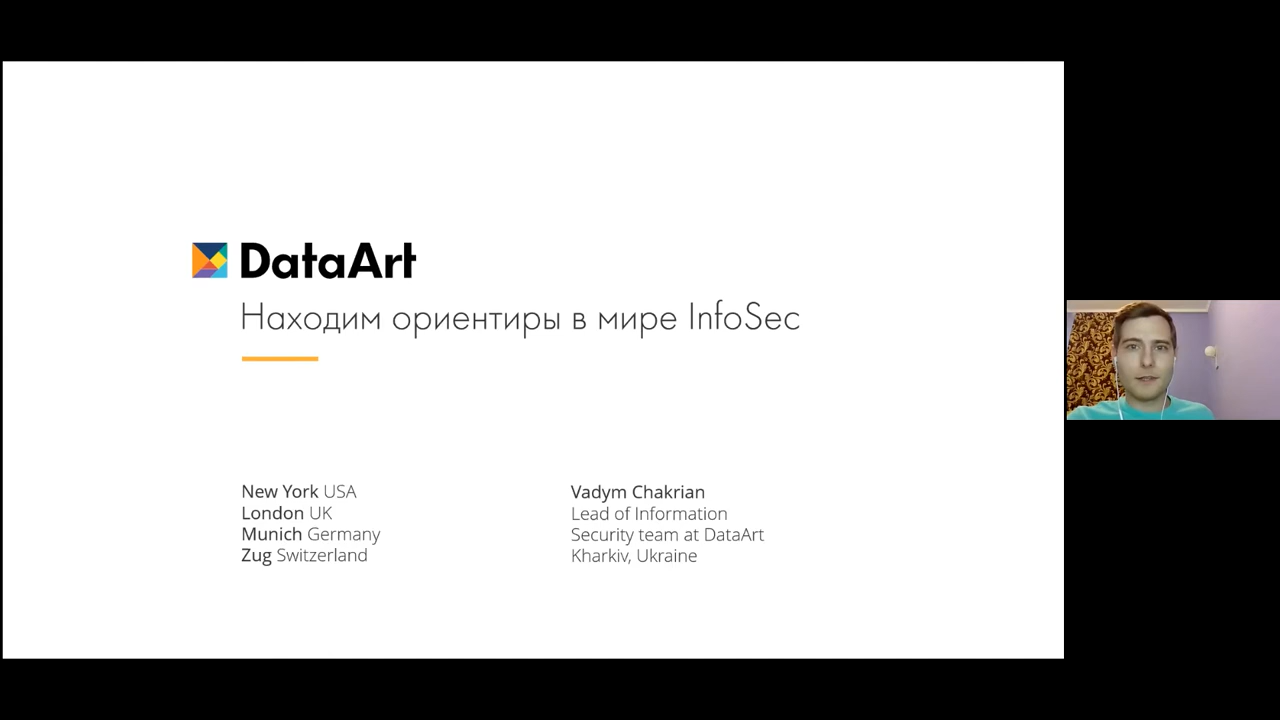 DataArt
Находим ориентиры в мире InfoSec
New York USA
London UK
Munich Germany
Zug Switzerland
Vadym Chakrian
Lead of Information
Security team at DataArt
Kharkiv, Ukraine